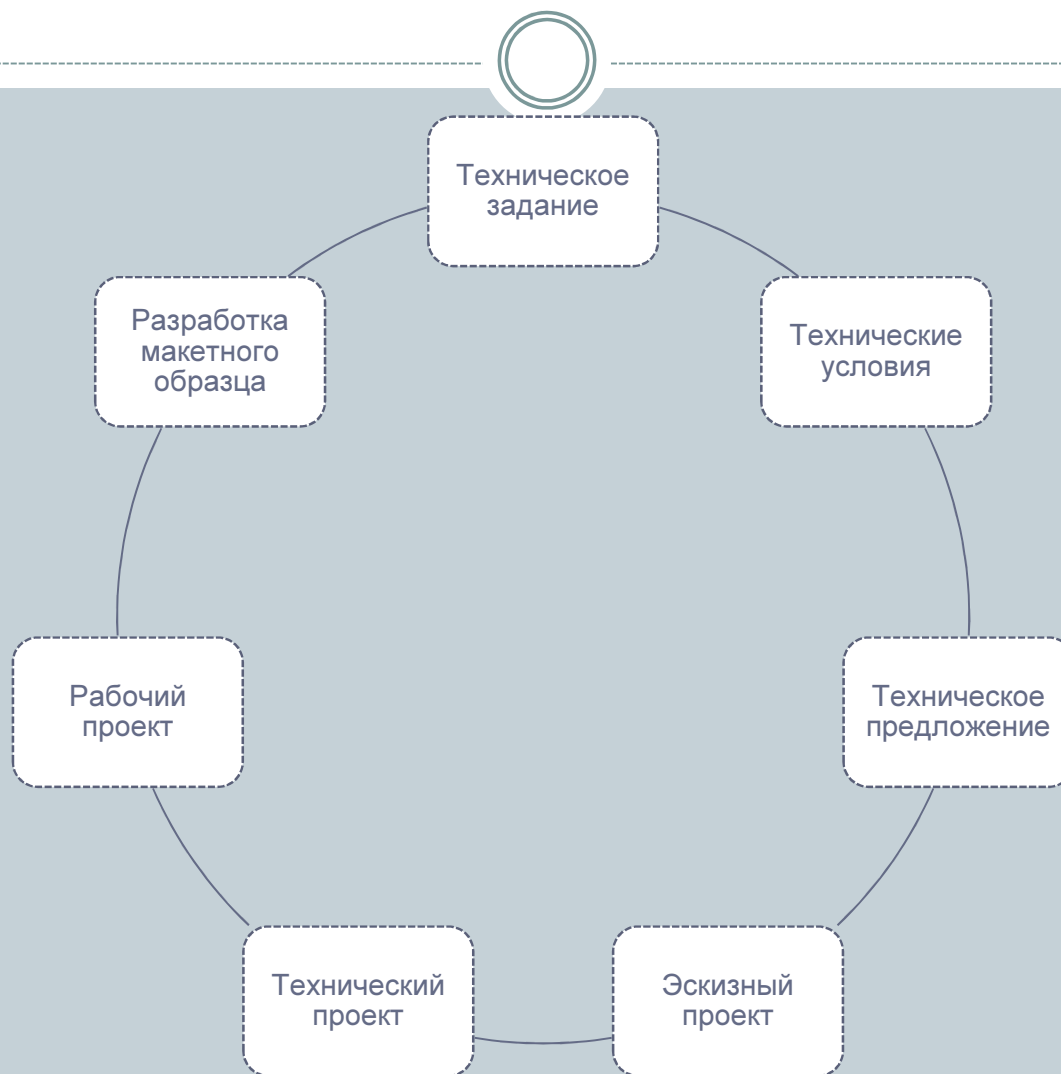 Техническое
задание
Технические
условия
Техническое
предложение
Эскизный
проект
Технический
проект
Рабочий
проект
Разработка
макетного
образца